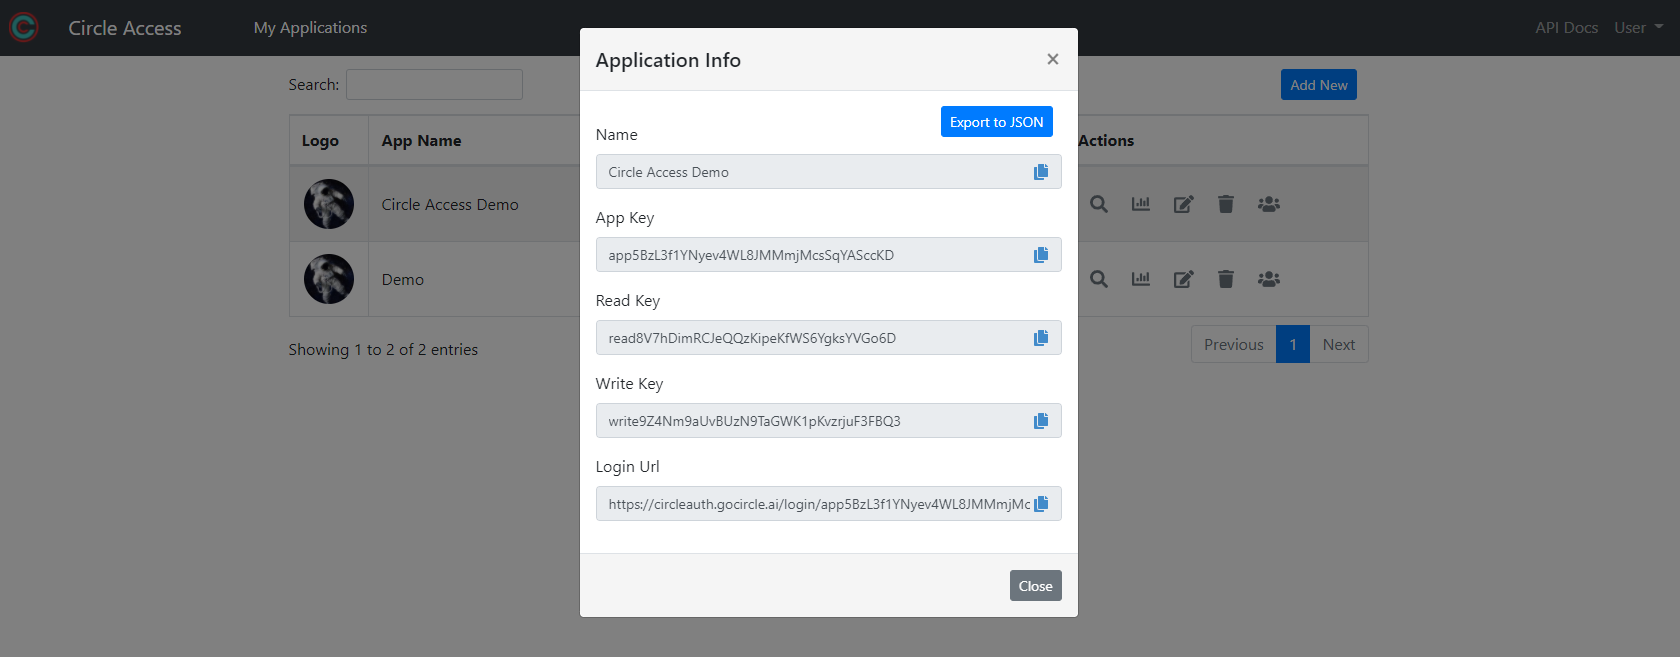 Circle Access
My Applications
API Docs
User
Search:
Add New
Logo
App Name
Actions
Circle Access Demo
Demo
Showing 1 to 2 of 2 entries
Previous
1
Next
Application Info
×
Export to JSON
Name
Circle Access Demo
App Key
app5BzL3f1YNyev4WL8JMMmjMcsSqYASccKD
Read Key
read8V7hDimRCJeQQzKipeKfWS6YgksYVGo6D
Write Key
write9Z4Nm9aUvBUzN9TaGWK1pKvzrjuF3FBQ3
Login Url
https://circleauth.gocircle.ai/login/app5BzL3f1YNyev4WL8JMMmjMc
Close